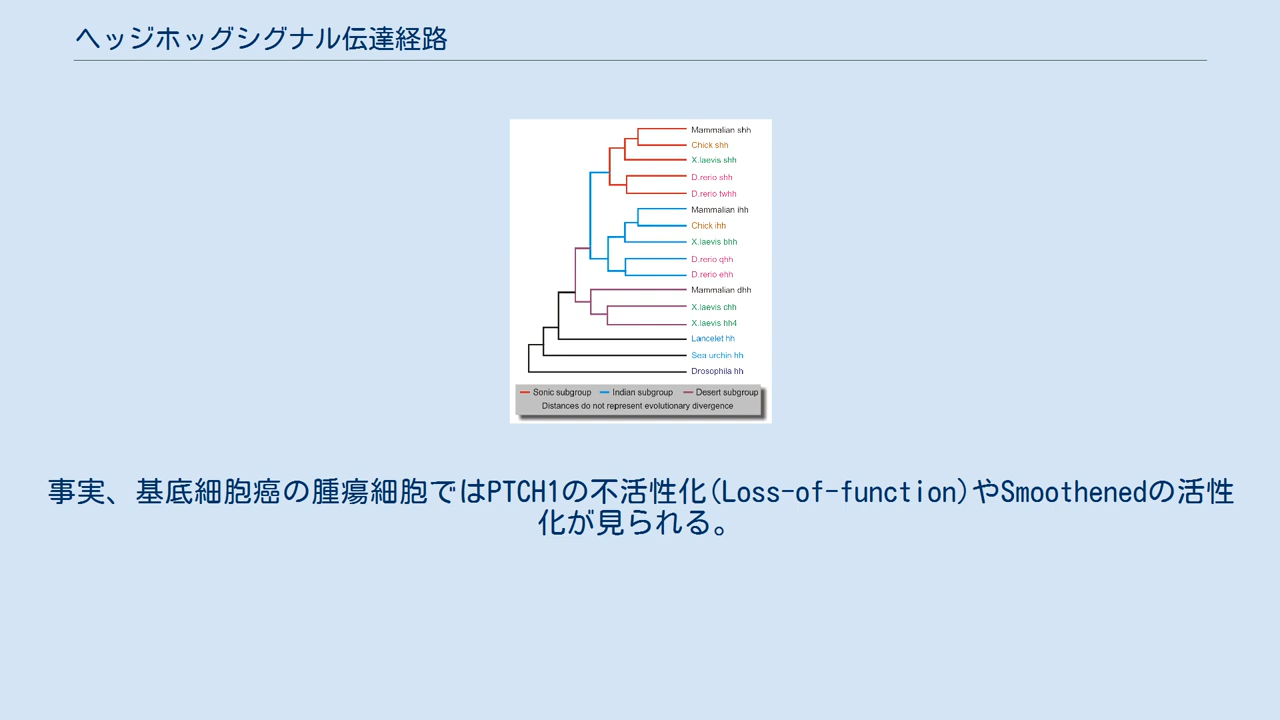 ヘッジホッグシグナル伝達経路
Mammalian shh
Chick shh
X.laevis shh
D.rerio shh
D.rerio twhh
Mammalian ihh
Chick ihh
X.laevis bhh
D.rerio qhh
D.rerio ehh
Mammalian dhh
X.laevis chh
X.laevis hh4
Lancelet hh
Sea urchin hh
Drosophila hh
Sonic subgroup Indian subgroup Desert subgroup
Distances do not represent evolutionary divergence
事実、基底細胞癌の腫瘍細胞ではPTCH1の不活性化(Loss-of-function)やSmoothenedの活性
化が見られる。